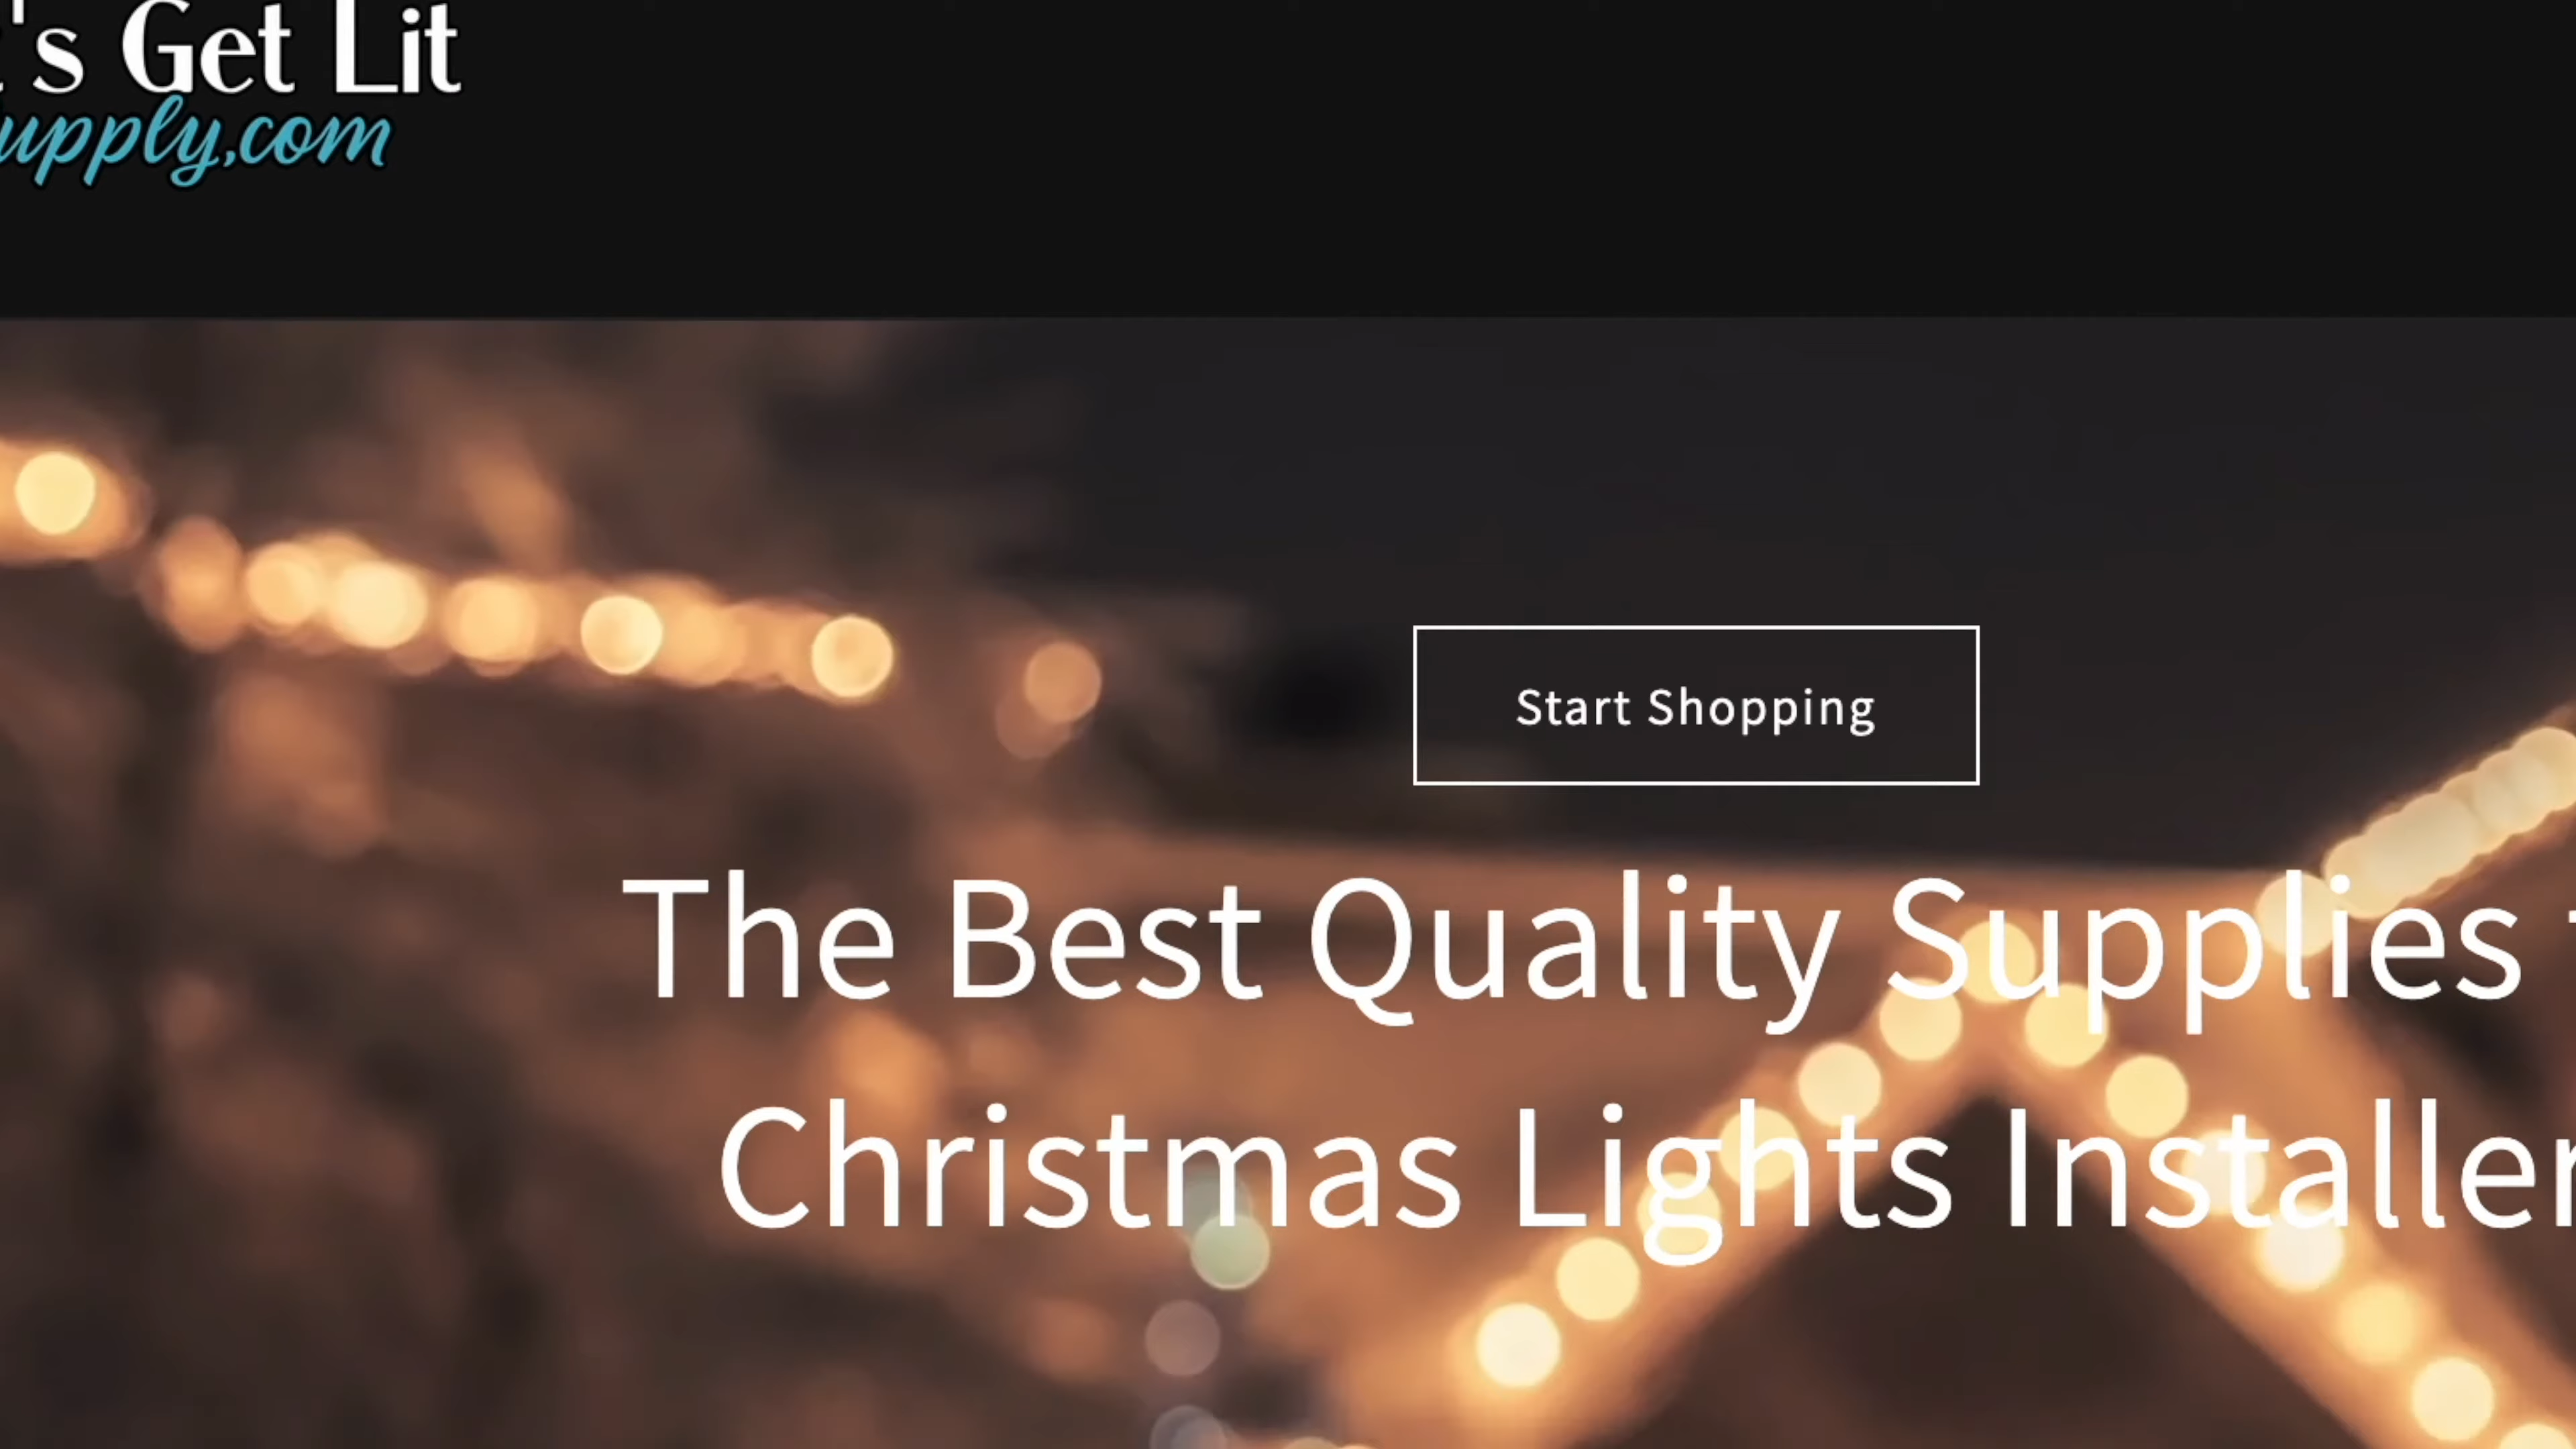 's Get Lit
upply.com
Start Shopping
The Best Quality Supplies
Christmas Lights Installer